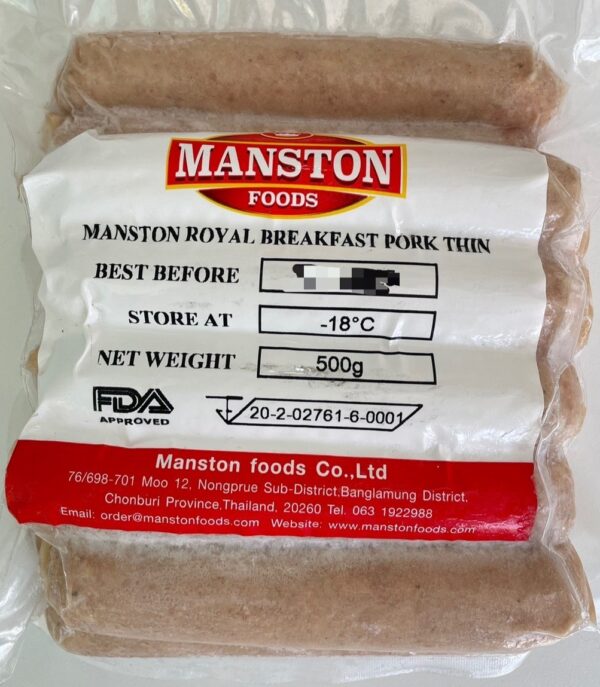 MANSTON
FOODS
MANSTON ROYAL BREAKFAST PORK THIN
BEST BEFORE
STORE AT -18°C
NET WEIGHT 500g
FDA
APPROVED
20-2-02761-6-0001
Manston foods Co.,Ltd
76/698-701 Moo 12, Nongprue Sub-District,Banglamung District,
Chonburi Province,Thailand, 20260 Tel. 063 1922988
Email: order@manstonfoods.com Website: www.manstonfoods.com